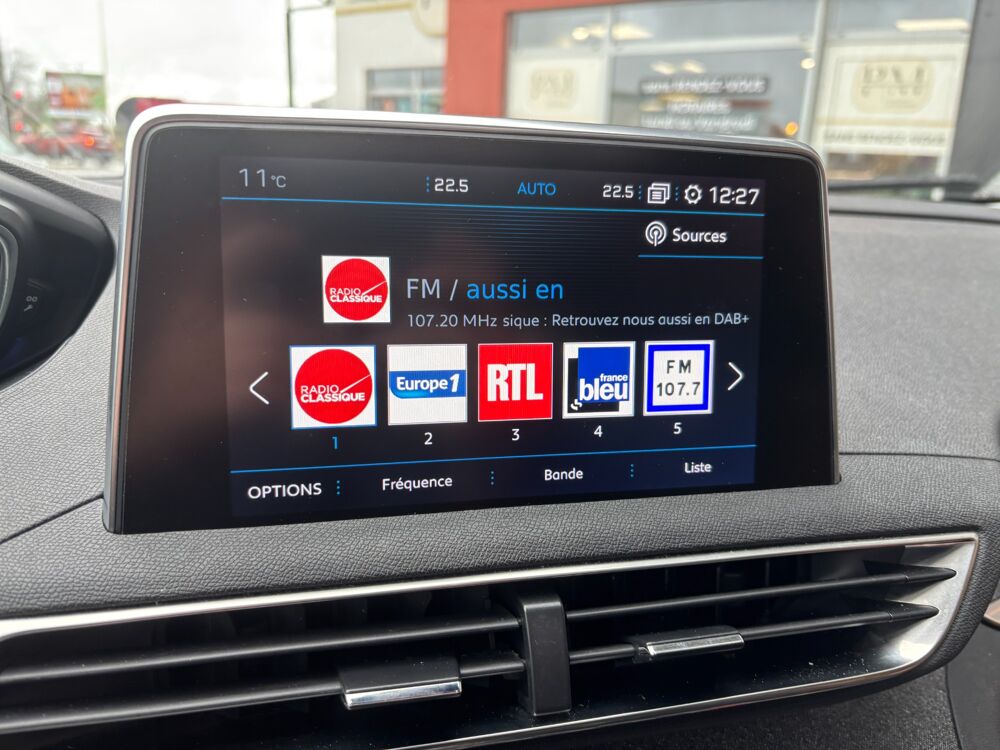 11°C 22.5 AUTO 22.5 12:27
Sources
RADIO
CLASSIQUE
FM / aussi en
107.20 MHz sique : Retrouvez nous aussi en DAB+
RADIO
CLASSIQUE
Europe 1
RTL
france
bleu
FM
107.7
1 2 3 4 5
OPTIONS Fréquence Bande Liste